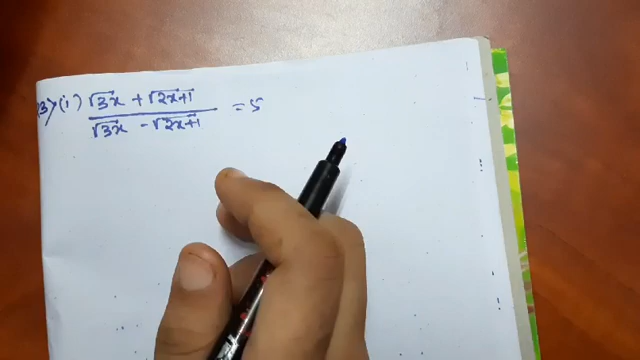 (3) (i) √3x + √2x+1
= 5
√3x - √2x+1